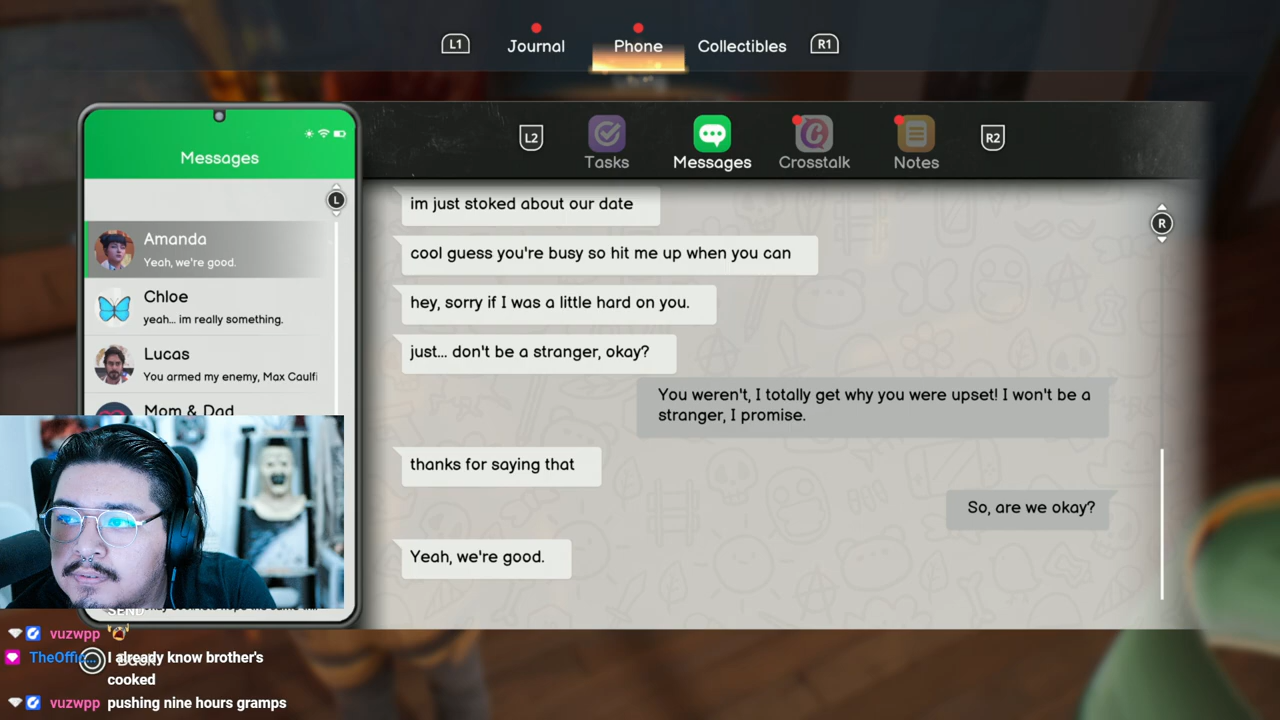 L1
Journal
Phone
Collectibles
R1
Messages
L2
Tasks
Messages
Crosstalk
Notes
R2
L
R
Amanda
Yeah, we're good.
Chloe
yeah... im really something.
Lucas
You armed my enemy, Max Caulfi
Mom & Dad
im just stoked about our date
cool guess you're busy so hit me up when you can
hey, sorry if I was a little hard on you.
just... don't be a stranger, okay?
You weren't, I totally get why you were upset! I won't be a
stranger, I promise.
thanks for saying that
So, are we okay?
Yeah, we're good.
SEND
vuzwpp
TheOffic... I already know brother's
cooked
Back
vuzwpp pushing nine hours gramps